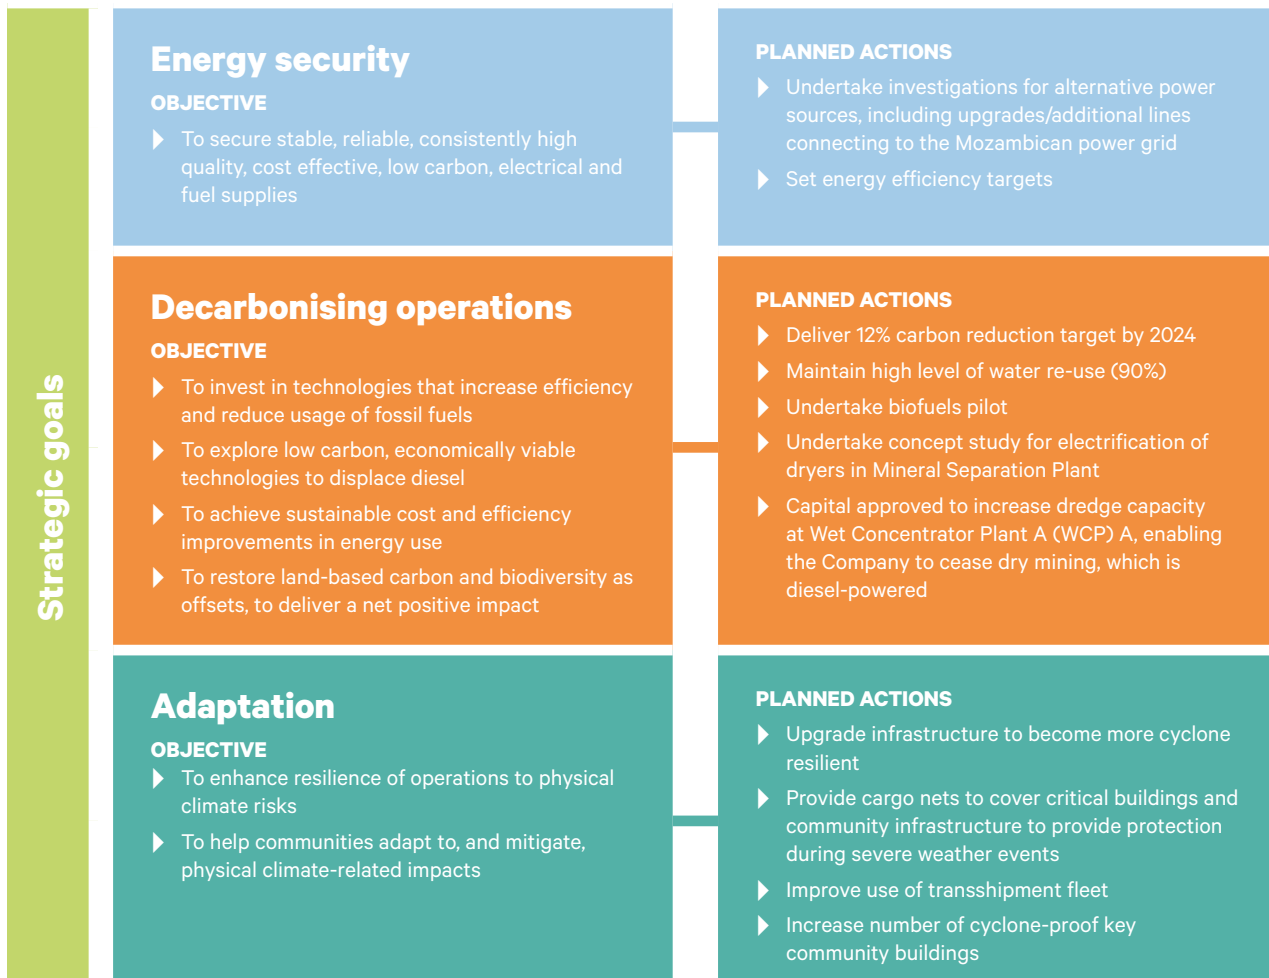 Strategic goals
Energy security
OBJECTIVE
To secure stable, reliable, consistently high
quality, cost effective, low carbon, electrical and
fuel supplies
PLANNED ACTIONS
Undertake investigations for alternative power
sources, including upgrades/additional lines
connecting to the Mozambican power grid
Set energy efficiency targets
Decarbonising operations
OBJECTIVE
To invest in technologies that increase efficiency
and reduce usage of fossil fuels
To explore low carbon, economically viable
technologies to displace diesel
To achieve sustainable cost and efficiency
improvements in energy use
To restore land-based carbon and biodiversity as
offsets, to deliver a net positive impact
PLANNED ACTIONS
Deliver 12% carbon reduction target by 2024
Maintain high level of water re-use (90%)
Undertake biofuels pilot
Undertake concept study for electrification of
dryers in Mineral Separation Plant
Capital approved to increase dredge capacity
at Wet Concentrator Plant A (WCP) A, enabling
the Company to cease dry mining, which is
diesel-powered
Adaptation
OBJECTIVE
To enhance resilience of operations to physical
climate risks
To help communities adapt to, and mitigate,
physical climate-related impacts
PLANNED ACTIONS
Upgrade infrastructure to become more cyclone
resilient
Provide cargo nets to cover critical buildings and
community infrastructure to provide protection
during severe weather events
Improve use of transshipment fleet
Increase number of cyclone-proof key
community buildings